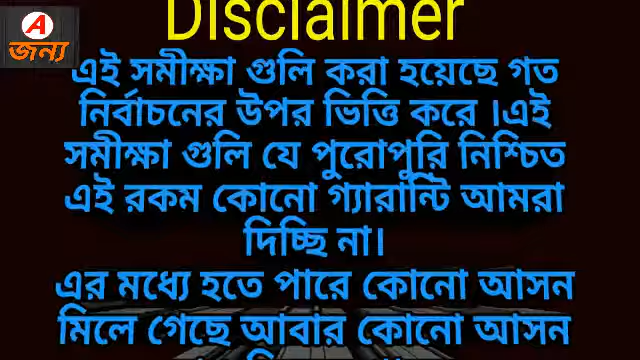 Disclaimer
A
জন্য
এই সমীক্ষা গুলি করা হয়েছে গত
নির্বাচনের উপর ভিত্তি করে ।এই
সমীক্ষা গুলি যে পুরোপুরি নিশ্চিত
এই রকম কোনো গ্যারান্টি আমরা
দিচ্ছি না।
এর মধ্যে হতে পারে কোনো আসন
মিলে গেছে আবার কোনো আসন